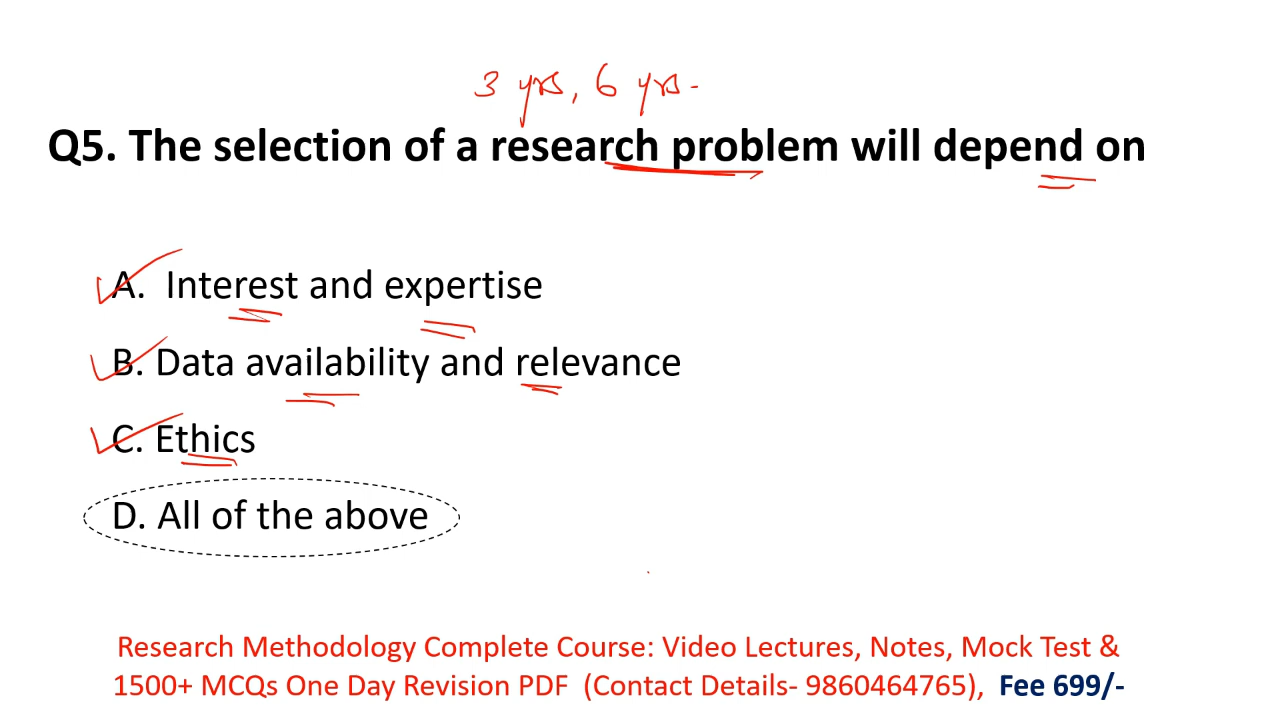 3 yrs, 6 yrs-
Q5. The selection of a research problem will depend on
A. Interest and expertise
B. Data availability and relevance
C. Ethics
D. All of the above
Research Methodology Complete Course: Video Lectures, Notes, Mock Test &
1500+ MCQs One Day Revision PDF (Contact Details- 9860464765), Fee 699/-